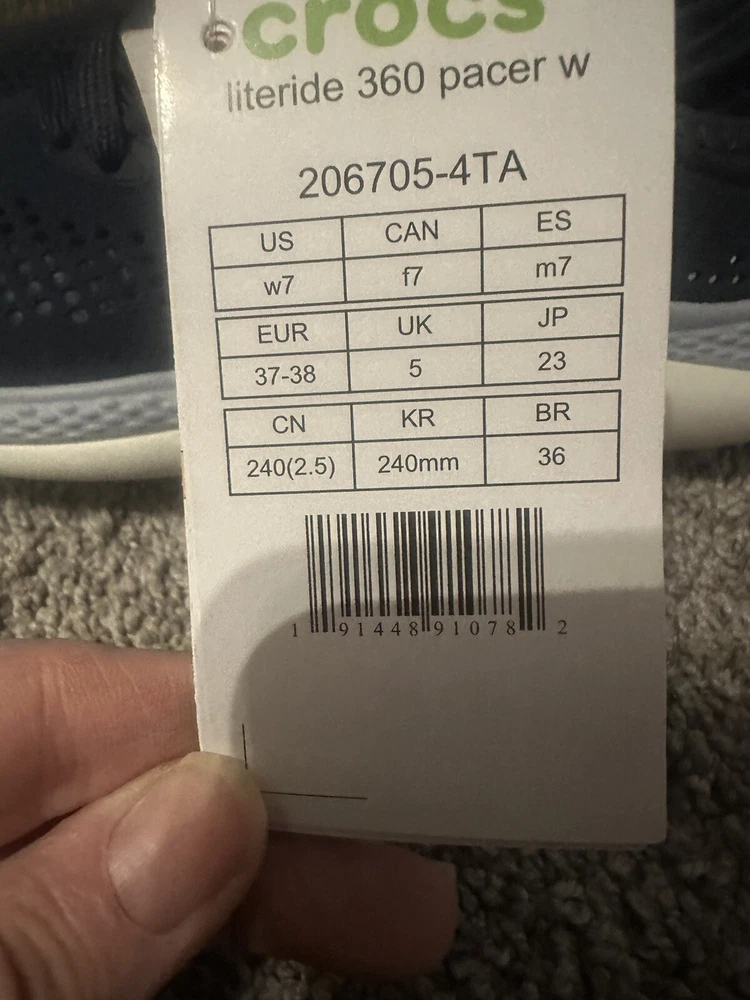 crocs
literide 360 pacer w
206705-4TA
US CAN ES
w7 f7 m7
EUR UK JP
37-38 5 23
CN KR BR
240(2.5) 240mm 36
1 91448 91078 2